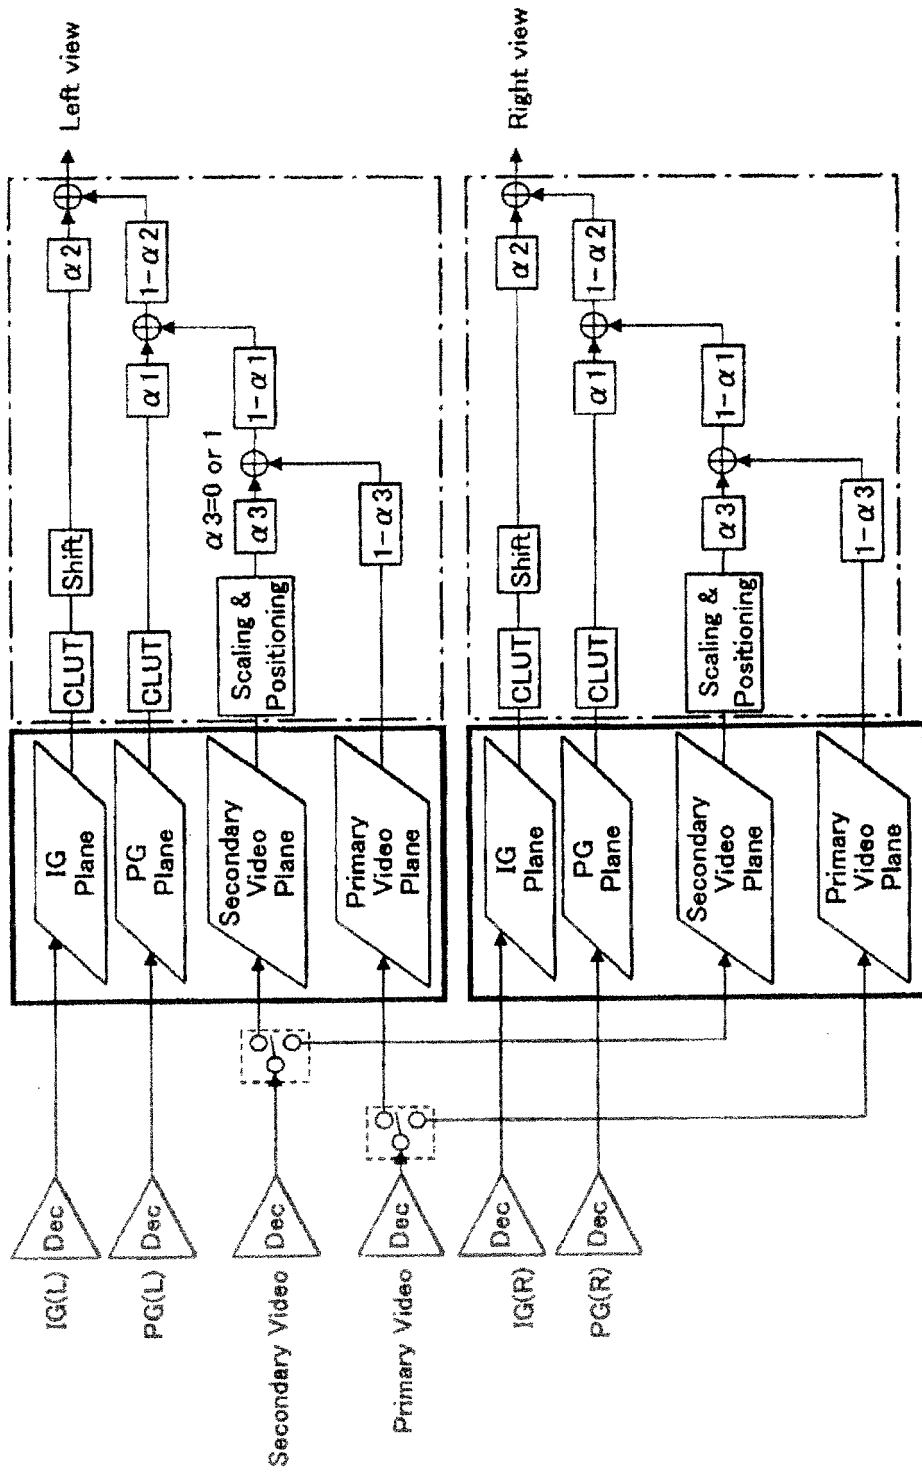 IG(L)
Dec
IG
Plane
CLUT
Shift
α2
Left view
PG(L)
Dec
PG
Plane
CLUT
α1
1-α2
Secondary Video
Dec
Secondary
Video
Plane
Scaling &
Positioning
α3=0 or 1
α3
1-α1
Primary Video
Dec
Primary
Video
Plane
1-α3
IG(R)
Dec
IG
Plane
CLUT
Shift
α2
Right view
PG(R)
Dec
PG
Plane
CLUT
α1
1-α2
Secondary
Video
Plane
Scaling &
Positioning
α3
1-α1
Primary
Video
Plane
1-α3